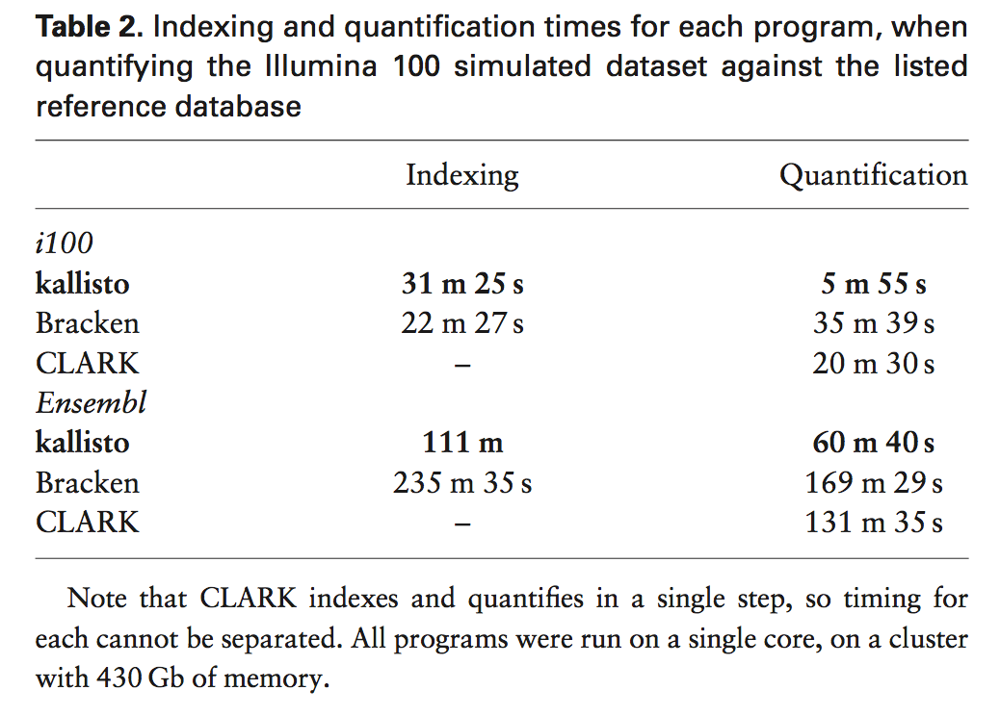 Table 2. Indexing and quantification times for each program, when
quantifying the Illumina 100 simulated dataset against the listed
reference database
Indexing Quantification
i100
kallisto 31 m 25 s 5 m 55 s
Bracken 22 m 27 s 35 m 39 s
CLARK – 20 m 30 s
Ensembl
kallisto 111 m 60 m 40 s
Bracken 235 m 35 s 169 m 29 s
CLARK – 131 m 35 s
Note that CLARK indexes and quantifies in a single step, so timing for
each cannot be separated. All programs were run on a single core, on a cluster
with 430 Gb of memory.